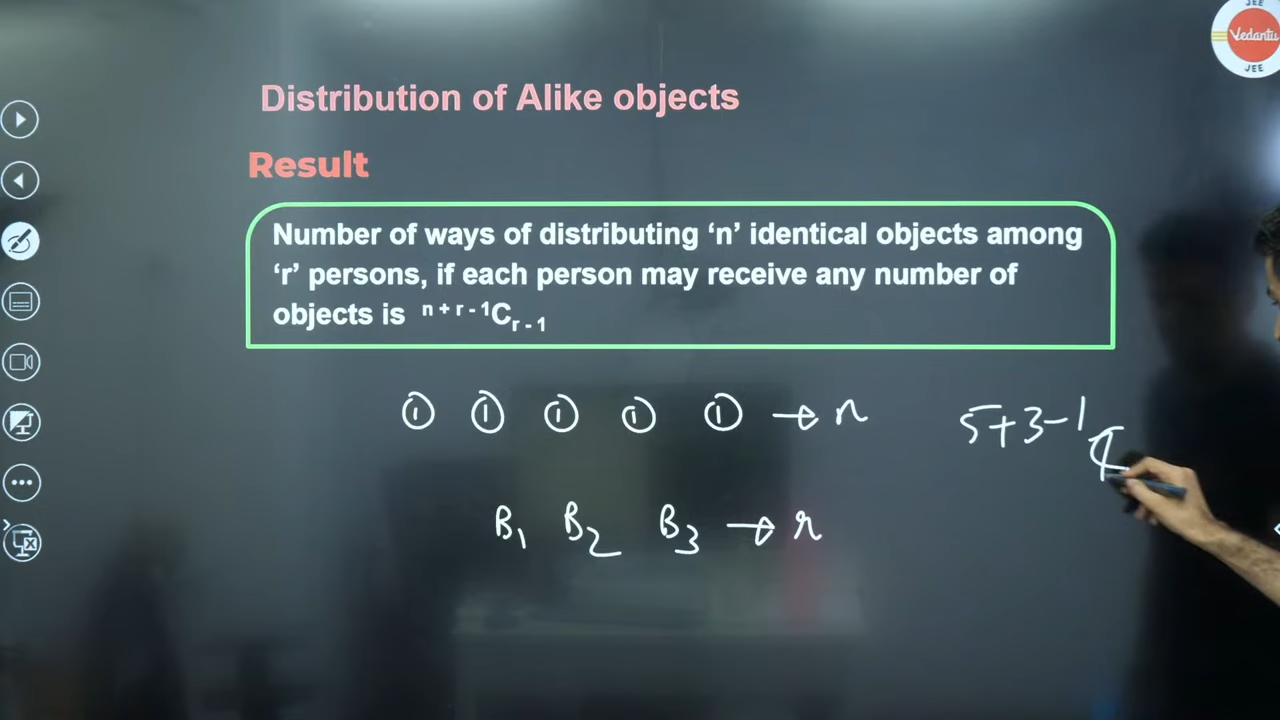 JEE
Vedantu
JEE
Distribution of Alike objects
Result
Number of ways of distributing ‘n’ identical objects among
‘r’ persons, if each person may receive any number of
objects is n + r - 1Cr - 1
① ① ① ① ① → n
5+3-1C
B1 B2 B3 → r